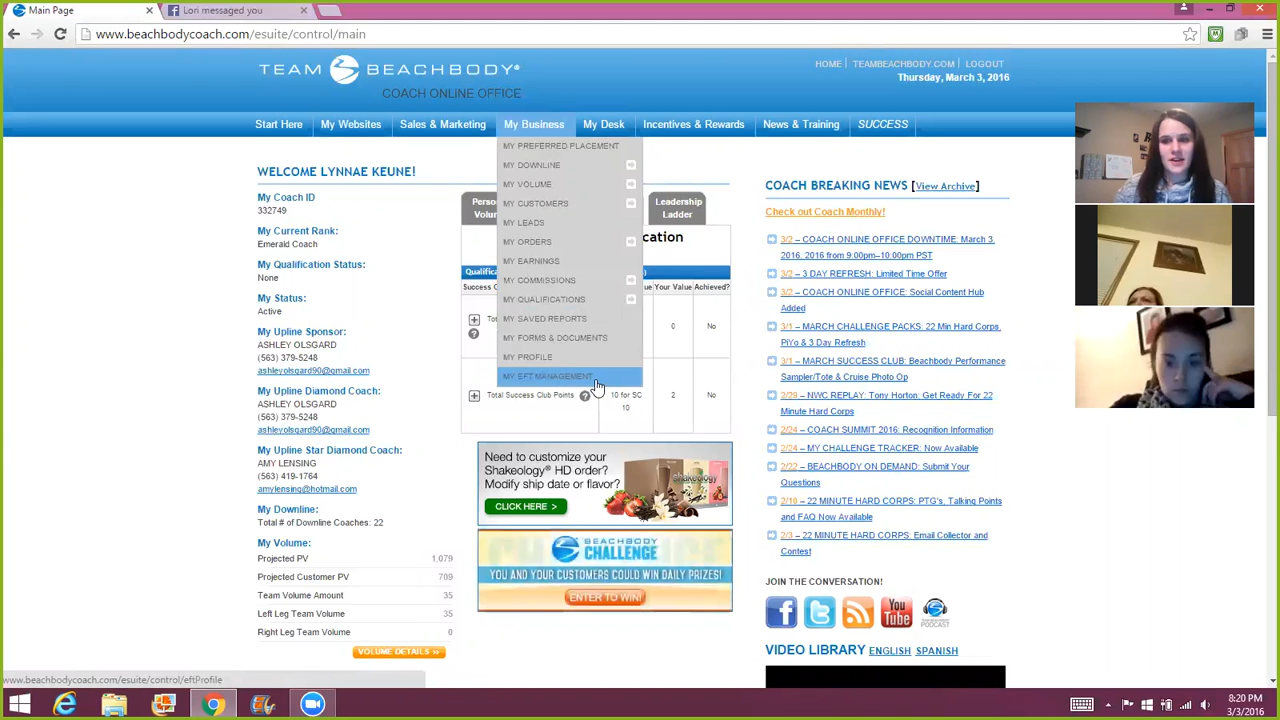 Main Page
Lori messaged you
www.beachbodycoach.com/esuite/control/main
TEAM BEACHBODY®
COACH ONLINE OFFICE
HOME
TEAMBEACHBODY.COM
LOGOUT
Thursday, March 3, 2016
Start Here
My Websites
Sales & Marketing
My Business
My Desk
Incentives & Rewards
News & Training
SUCCESS
WELCOME LYNNAE KEUNE!
My Coach ID
332749
My Current Rank:
Emerald Coach
My Qualification Status:
None
My Status:
Active
My Upline Sponsor:
ASHLEY OLSGARD
(563) 379-5248
ashleyolsgard90@gmail.com
My Upline Diamond Coach:
ASHLEY OLSGARD
(563) 379-5248
ashleyolsgard90@gmail.com
My Upline Star Diamond Coach:
AMY LENSING
(563) 419-1764
amylensing@hotmail.com
My Downline:
Total # of Downline Coaches: 22
My Volume:
Projected PV 1,079
Projected Customer PV 709
Team Volume Amount 35
Left Leg Team Volume 35
Right Leg Team Volume 0
VOLUME DETAILS >>
MY PREFERRED PLACEMENT
MY DOWNLINE
MY VOLUME
MY CUSTOMERS
MY LEADS
MY ORDERS
MY EARNINGS
MY COMMISSIONS
MY QUALIFICATIONS
MY SAVED REPORTS
MY FORMS & DOCUMENTS
MY PROFILE
MY EFT MANAGEMENT
Leadership
Ladder
Your Value
Achieved?
0
No
Total Success Club Points
10 for SC
10
2
No
Need to customize your
Shakeology® HD order?
Modify ship date or flavor?
CLICK HERE >
shakeology
BEACHBODY
CHALLENGE
YOU AND YOUR CUSTOMERS COULD WIN DAILY PRIZES!
ENTER TO WIN!
COACH BREAKING NEWS [View Archive]
Check out Coach Monthly!
3/2 – COACH ONLINE OFFICE DOWNTIME: March 3,
2016, 2016 from 9:00pm–10:00pm PST
3/2 – 3 DAY REFRESH: Limited Time Offer
3/2 – COACH ONLINE OFFICE: Social Content Hub
Added
3/1 – MARCH CHALLENGE PACKS: 22 Min Hard Corps,
PiYo & 3 Day Refresh
3/1 – MARCH SUCCESS CLUB: Beachbody Performance
Sampler/Tote & Cruise Photo Op
2/29 – NWC REPLAY: Tony Horton: Get Ready For 22
Minute Hard Corps
2/24 – COACH SUMMIT 2016: Recognition Information
2/24 – MY CHALLENGE TRACKER: Now Available
2/22 – BEACHBODY ON DEMAND: Submit Your
Questions
2/10 – 22 MINUTE HARD CORPS: PTG's, Talking Points
and FAQ Now Available
2/3 – 22 MINUTE HARD CORPS: Email Collector and
Contest
JOIN THE CONVERSATION!
You
Tube
PODCAST
VIDEO LIBRARY ENGLISH SPANISH
www.beachbodycoach.com/esuite/control/eftProfile
8:20 PM
3/3/2016